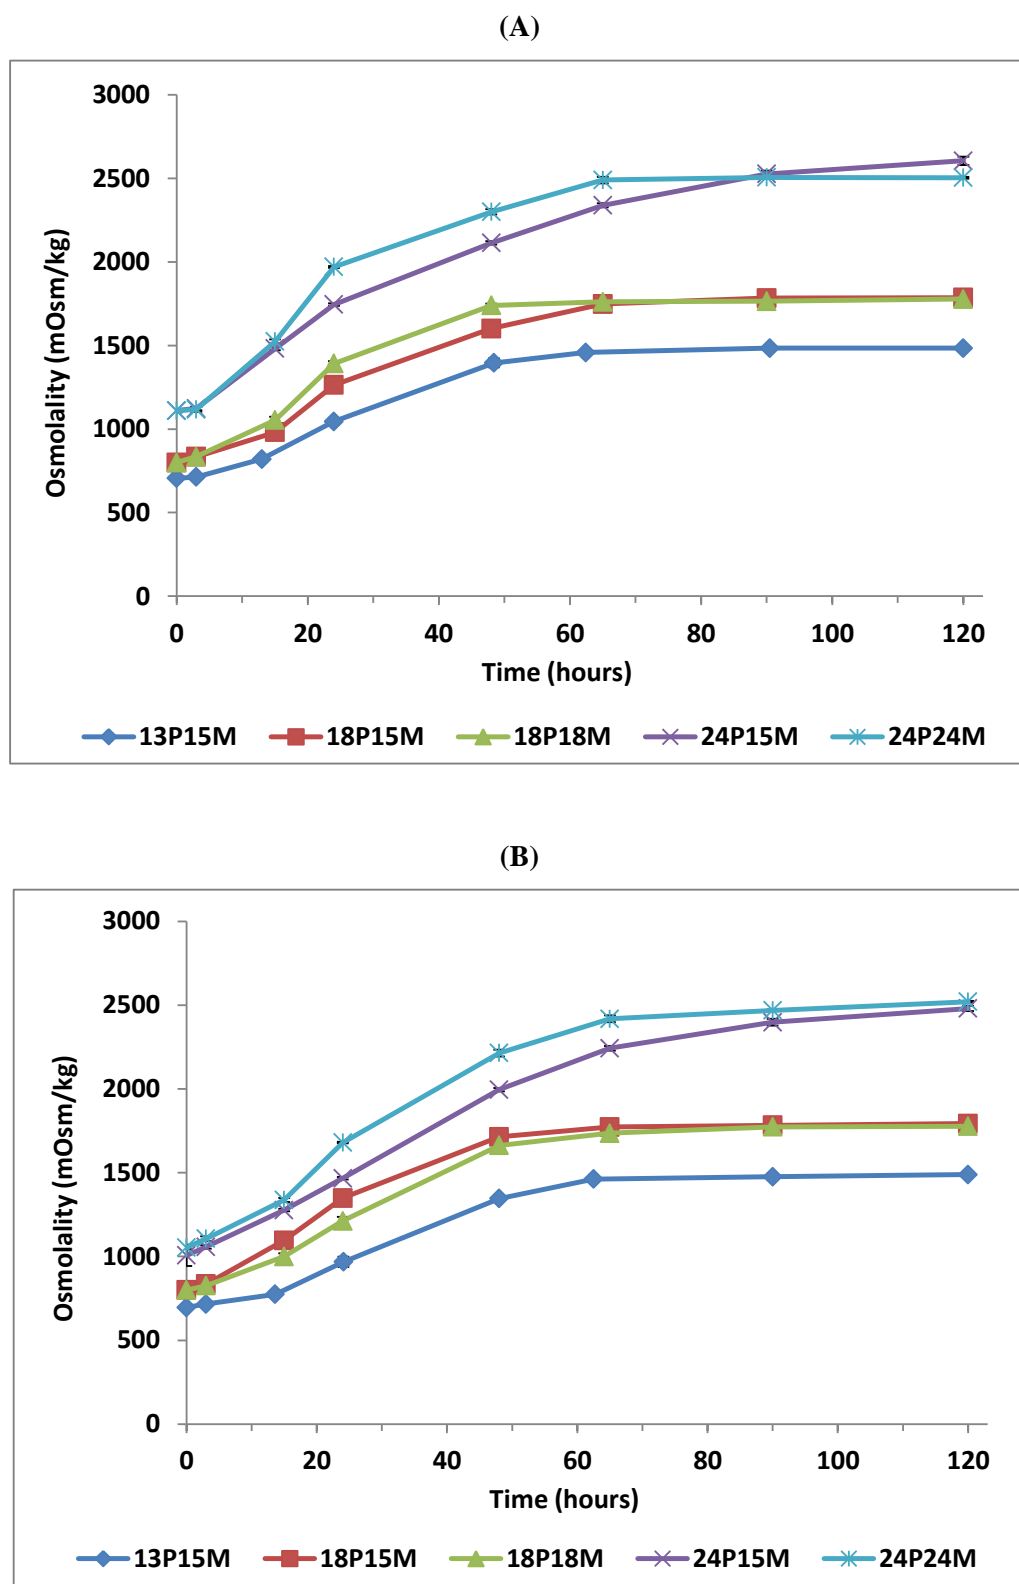 (A)
3000
2500
2000
1500
1000
500
0
Osmolality (mOsm/kg)
0 20 40 60 80 100 120
Time (hours)
13P15M 18P15M 18P18M 24P15M 24P24M
(B)
3000
2500
2000
1500
1000
500
0
Osmolality (mOsm/kg)
0 20 40 60 80 100 120
Time (hours)
13P15M 18P15M 18P18M 24P15M 24P24M